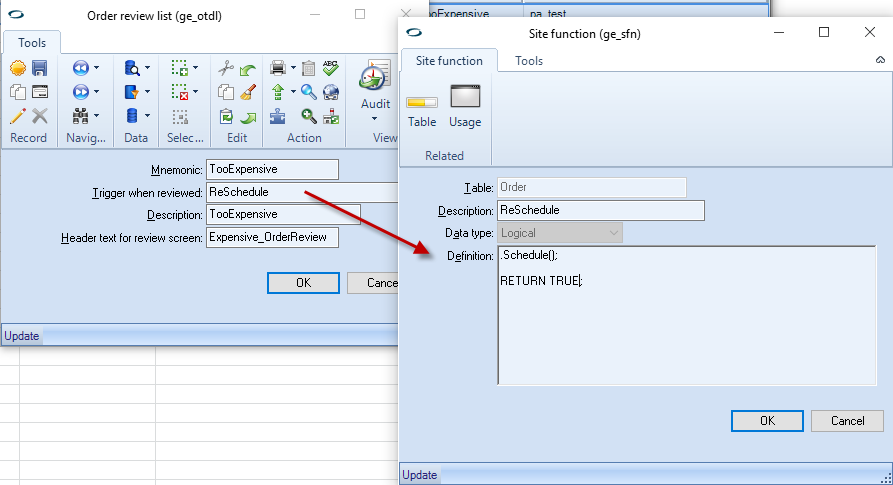 Order review list (ge_otdl)
Tools
Record
Navig...
Data
Selec...
Edit
Action
Audit
View
Mnemonic: TooExpensive
Trigger when reviewed: ReSchedule
Description: TooExpensive
Header text for review screen: Expensive_OrderReview
OK
Cance
Update
ooExpensive pa_test
Site function (ge_sfn)
Site function Tools
Table Usage
Related
Table: Order
Description: ReSchedule
Data type: Logical
Definition: .Schedule();
RETURN TRUE;
OK Cancel
Update